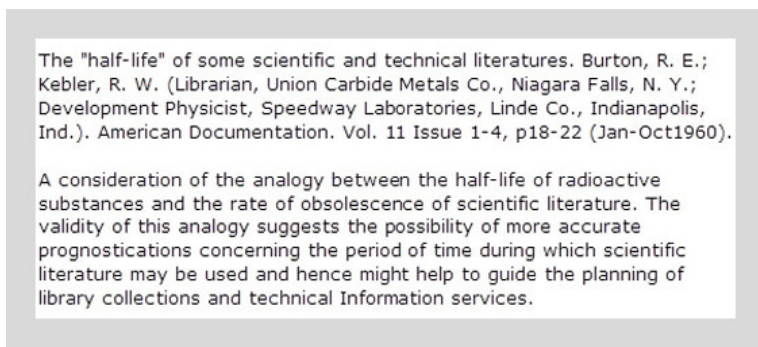 The "half-life" of some scientific and technical literatures. Burton, R. E.;
Kebler, R. W. (Librarian, Union Carbide Metals Co., Niagara Falls, N. Y.;
Development Physicist, Speedway Laboratories, Linde Co., Indianapolis,
Ind.). American Documentation. Vol. 11 Issue 1-4, p18-22 (Jan-Oct1960).
A consideration of the analogy between the half-life of radioactive
substances and the rate of obsolescence of scientific literature. The
validity of this analogy suggests the possibility of more accurate
prognostications concerning the period of time during which scientific
literature may be used and hence might help to guide the planning of
library collections and technical Information services.